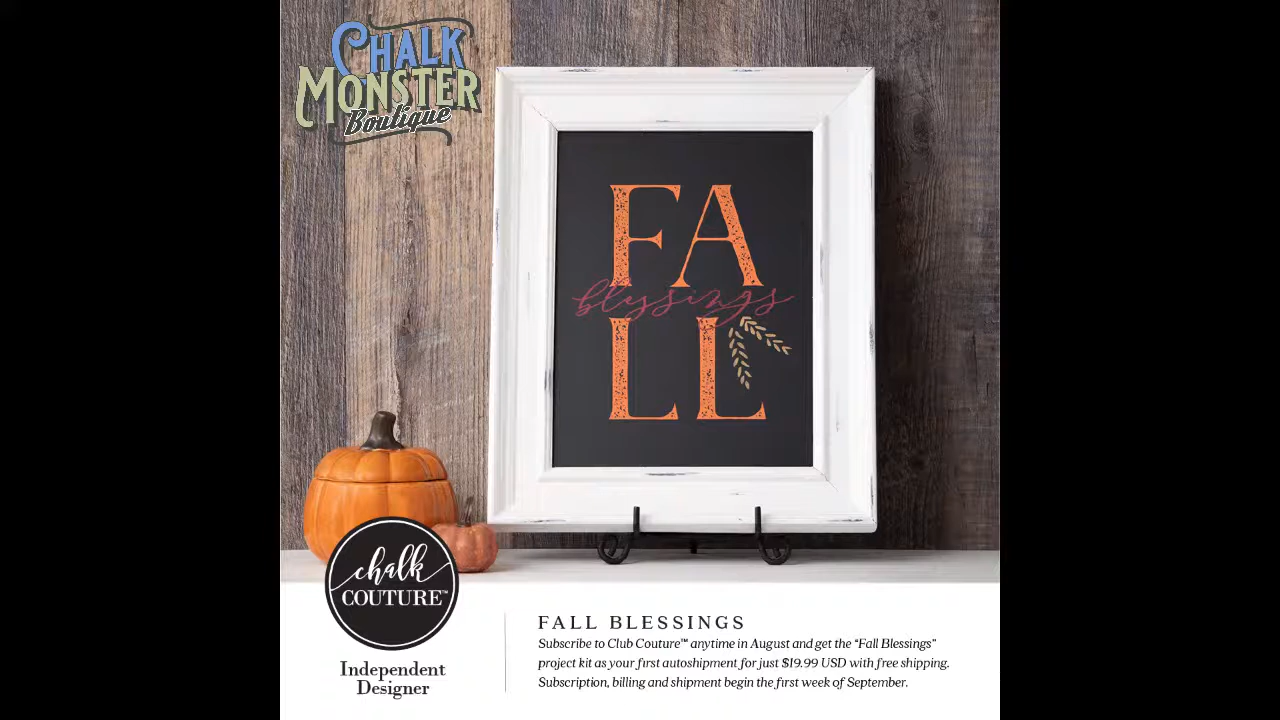 CHALK
MONSTER
Boutique
FA
blessings
LL
chalk
COUTURE™
Independent
Designer
FALL BLESSINGS
Subscribe to Club Couture™ anytime in August and get the “Fall Blessings”
project kit as your first autoshipment for just $19.99 USD with free shipping.
Subscription, billing and shipment begin the first week of September.